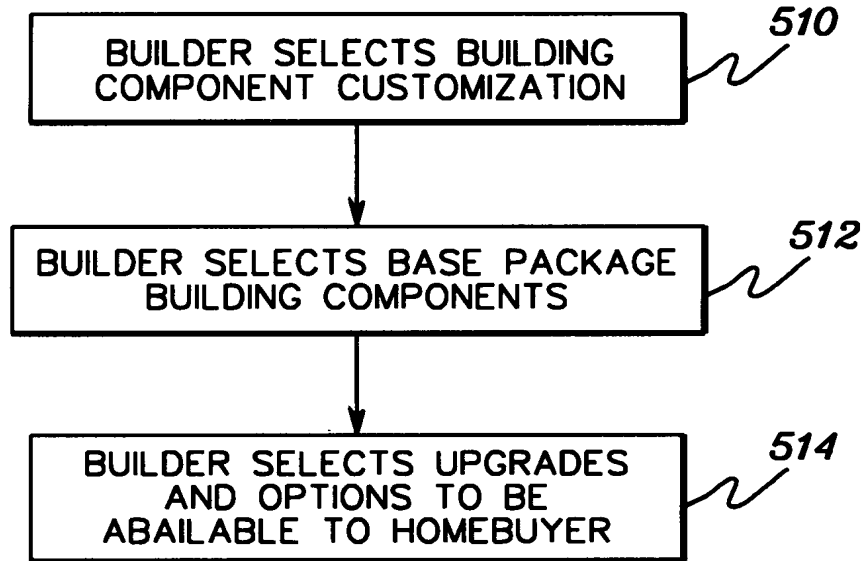 510
BUILDER SELECTS BUILDING
COMPONENT CUSTOMIZATION
512
BUILDER SELECTS BASE PACKAGE
BUILDING COMPONENTS
514
BUILDER SELECTS UPGRADES
AND OPTIONS TO BE
ABAILABLE TO HOMEBUYER